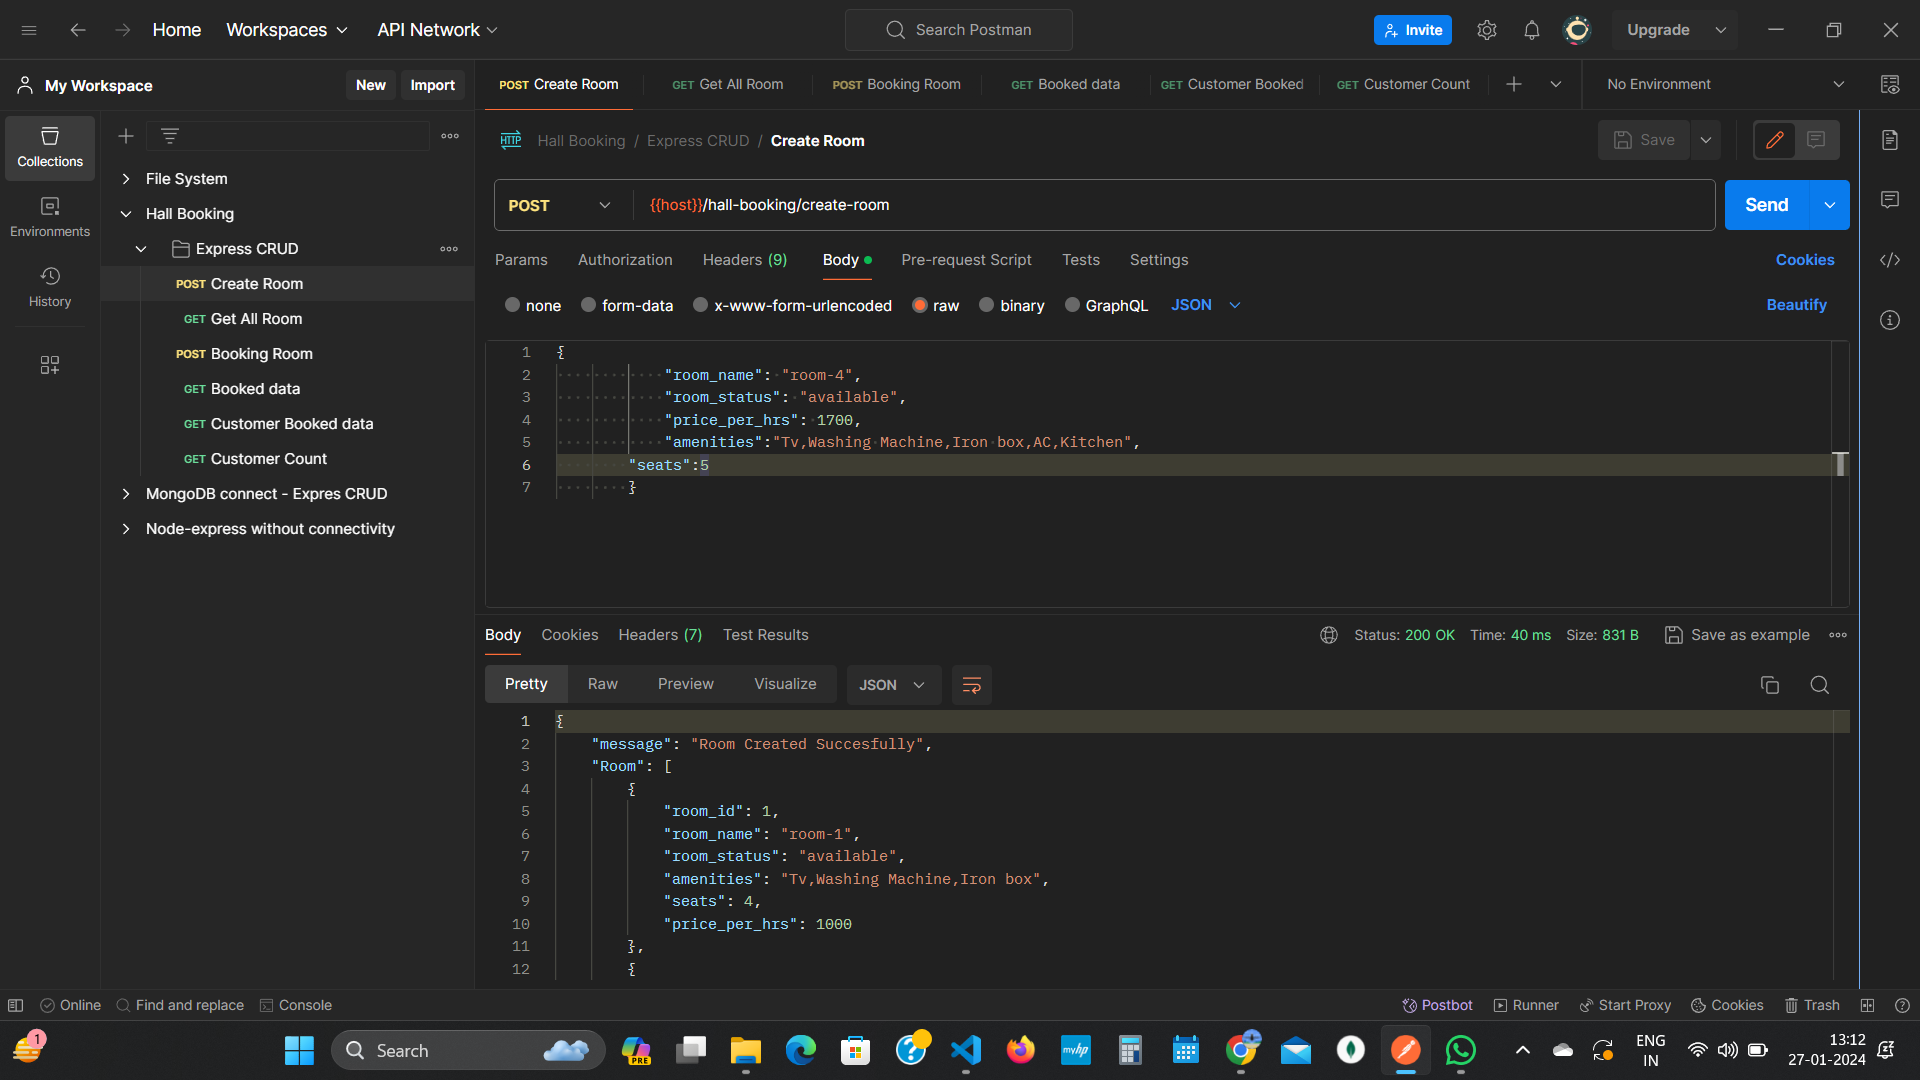 Home Workspaces API Network Search Postman Invite Upgrade
My Workspace New Import POST Create Room GET Get All Room POST Booking Room GET Booked data GET Customer Booked GET Customer Count No Environment
Collections
Environments
History
File System
Hall Booking
Express CRUD
POST Create Room
GET Get All Room
POST Booking Room
GET Booked data
GET Customer Booked data
GET Customer Count
MongoDB connect - Expres CRUD
Node-express without connectivity
HTTP Hall Booking / Express CRUD / Create Room Save
POST {{host}}/hall-booking/create-room Send
Params Authorization Headers (9) Body Pre-request Script Tests Settings Cookies
none form-data x-www-form-urlencoded raw binary GraphQL JSON Beautify
1 {
2 "room_name": "room-4",
3 "room_status": "available",
4 "price_per_hrs": 1700,
5 "amenities":"Tv,Washing Machine,Iron box,AC,Kitchen",
6 "seats":5
7 }
Body Cookies Headers (7) Test Results Status: 200 OK Time: 40 ms Size: 831 B Save as example
Pretty Raw Preview Visualize JSON
1 {
2 "message": "Room Created Succesfully",
3 "Room": [
4 {
5 "room_id": 1,
6 "room_name": "room-1",
7 "room_status": "available",
8 "amenities": "Tv,Washing Machine,Iron box",
9 "seats": 4,
10 "price_per_hrs": 1000
11 },
12 {
Online Find and replace Console Postbot Runner Start Proxy Cookies Trash
1 Search PRE myhp ENG IN 13:12
27-01-2024